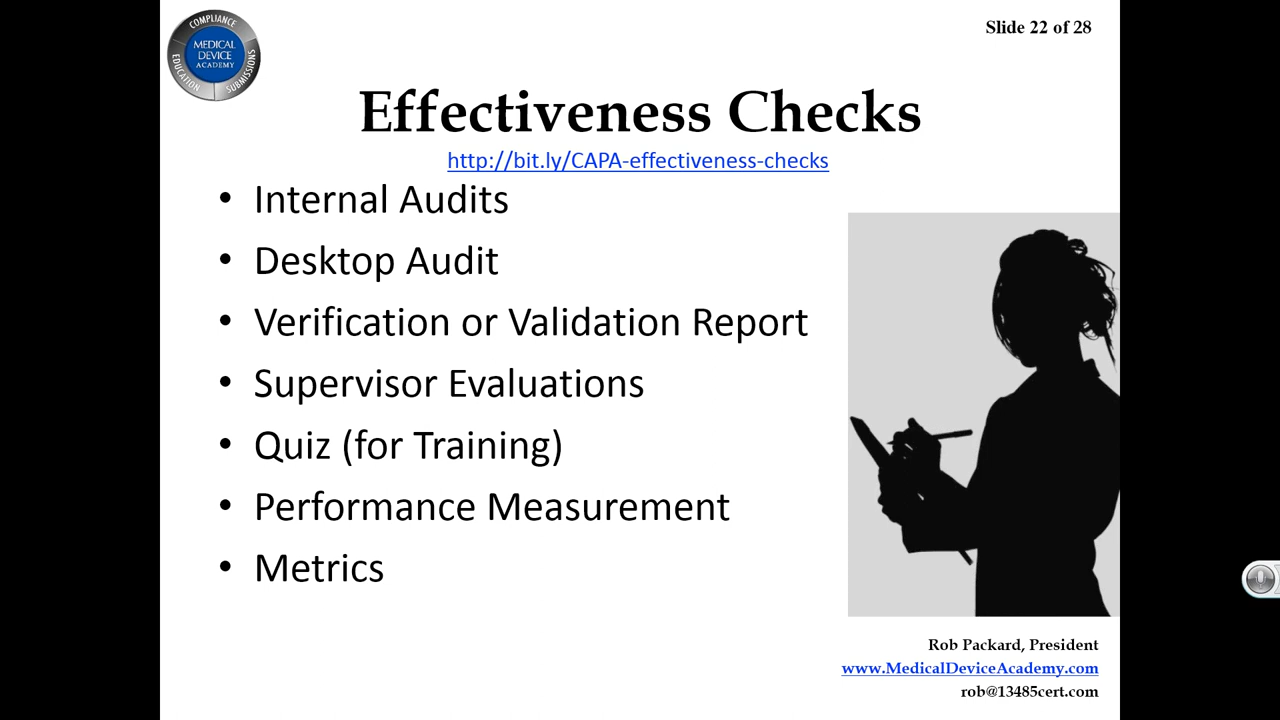 COMPLIANCE
MEDICAL
DEVICE
ACADEMY
EDUCATION
SUBMISSIONS
Slide 22 of 28
Effectiveness Checks
http://bit.ly/CAPA-effectiveness-checks
• Internal Audits
• Desktop Audit
• Verification or Validation Report
• Supervisor Evaluations
• Quiz (for Training)
• Performance Measurement
• Metrics
Rob Packard, President
www.MedicalDeviceAcademy.com
rob@13485cert.com